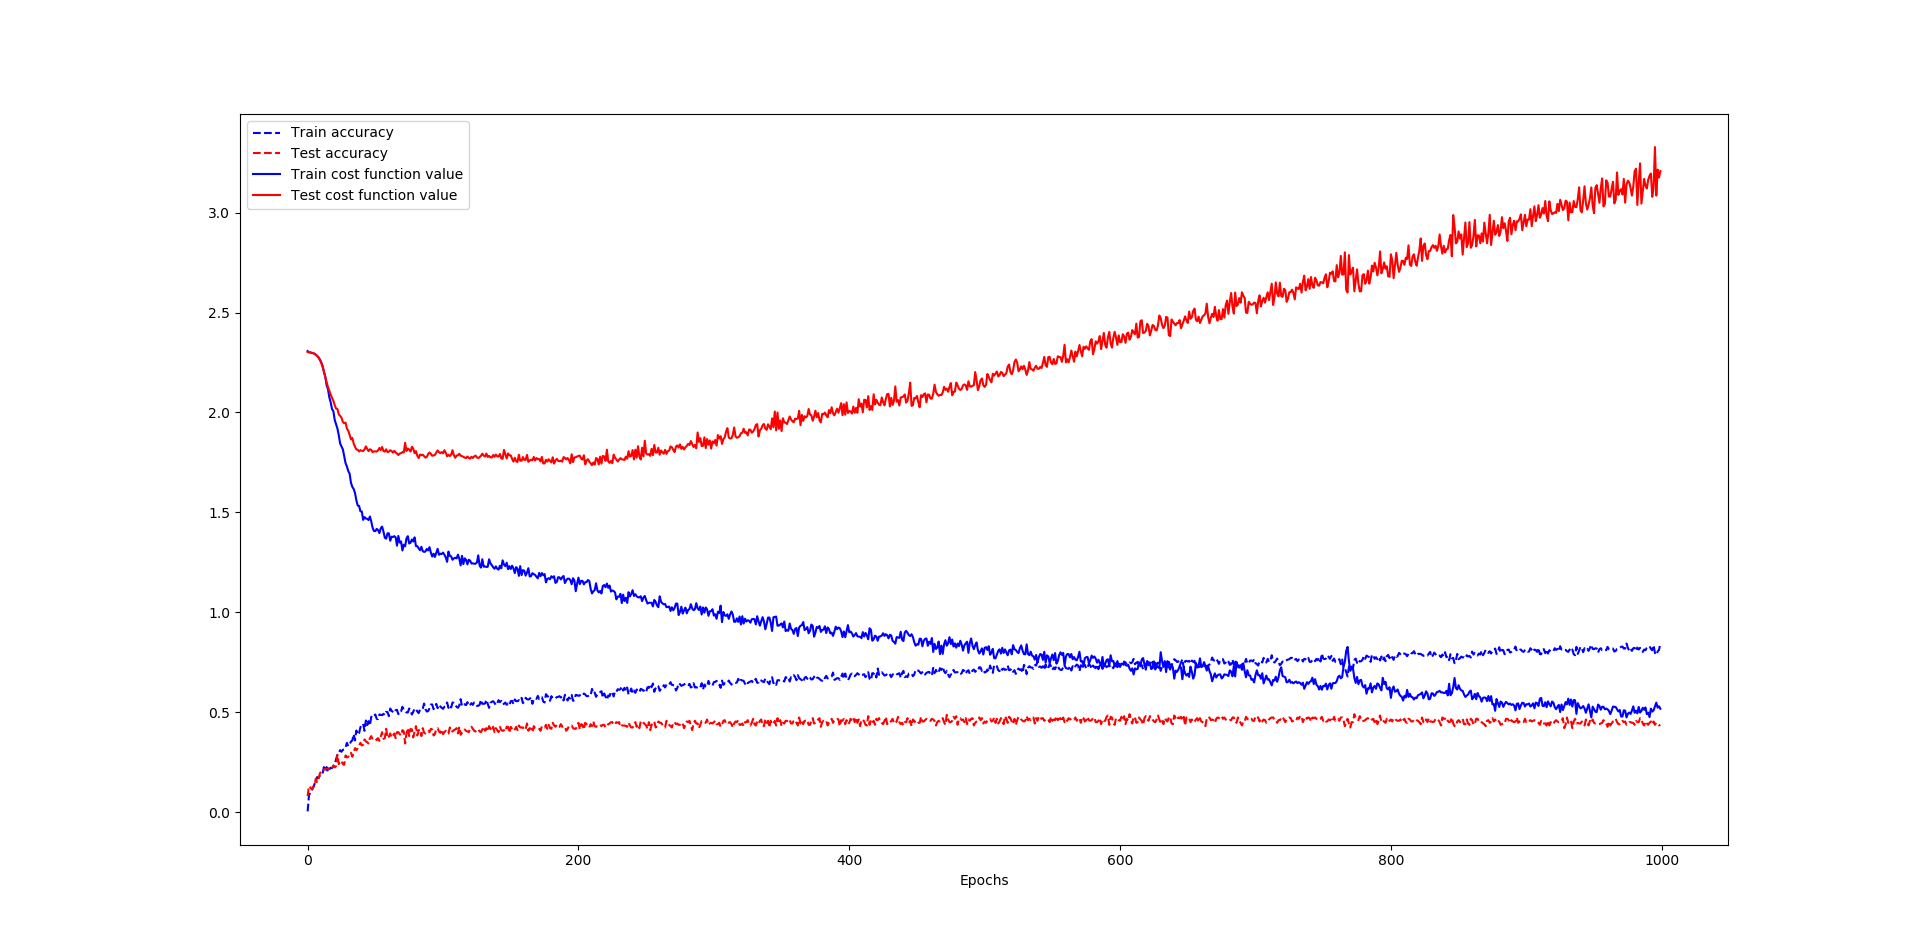 Train accuracy
Test accuracy
Train cost function value
Test cost function value
3.0
2.5
2.0
1.5
1.0
0.5
0.0
0 200 400 600 800 1000
Epochs